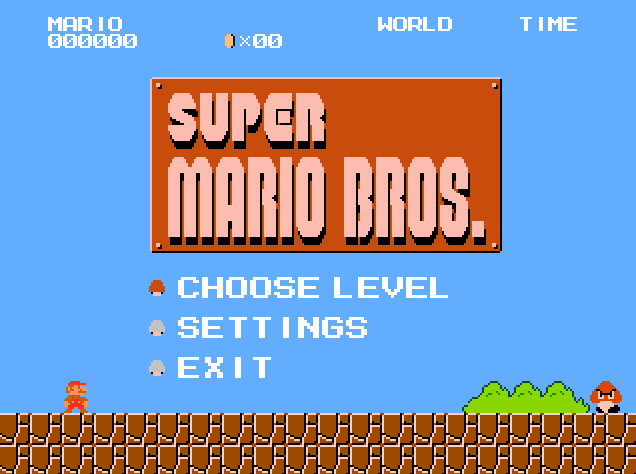 MARIO WORLD TIME
000000 ×00
SUPER
MARIO BROS.
CHOOSE LEVEL
SETTINGS
EXIT